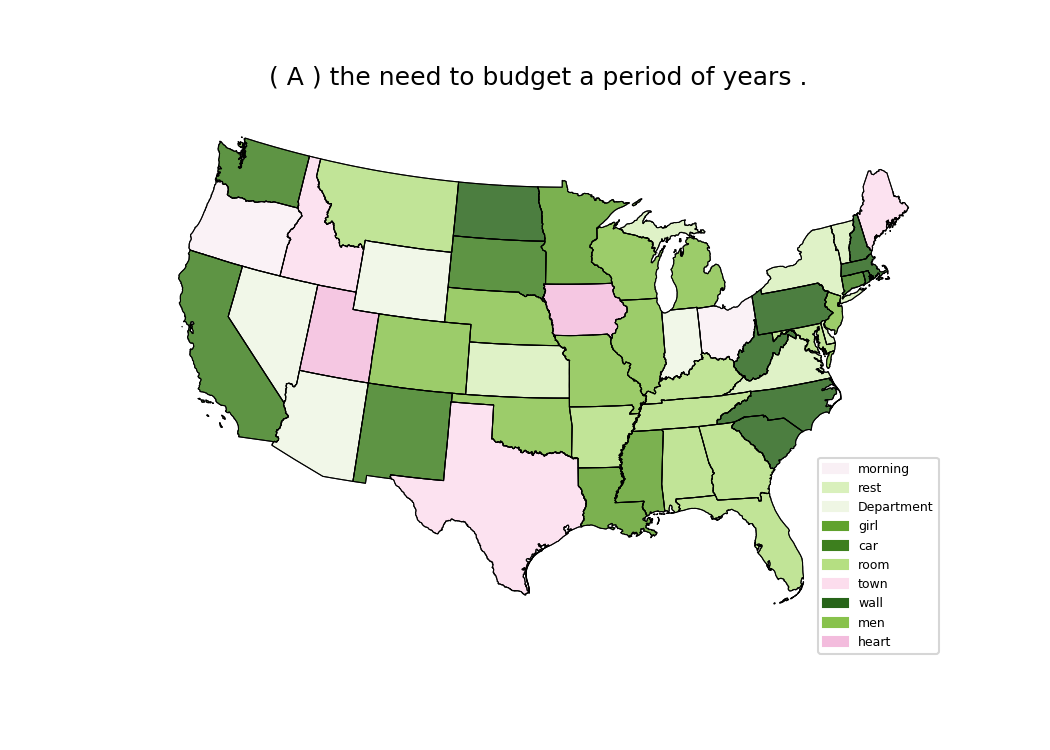 ( A ) the need to budget a period of years .
morning
rest
Department
girl
car
room
town
wall
men
heart